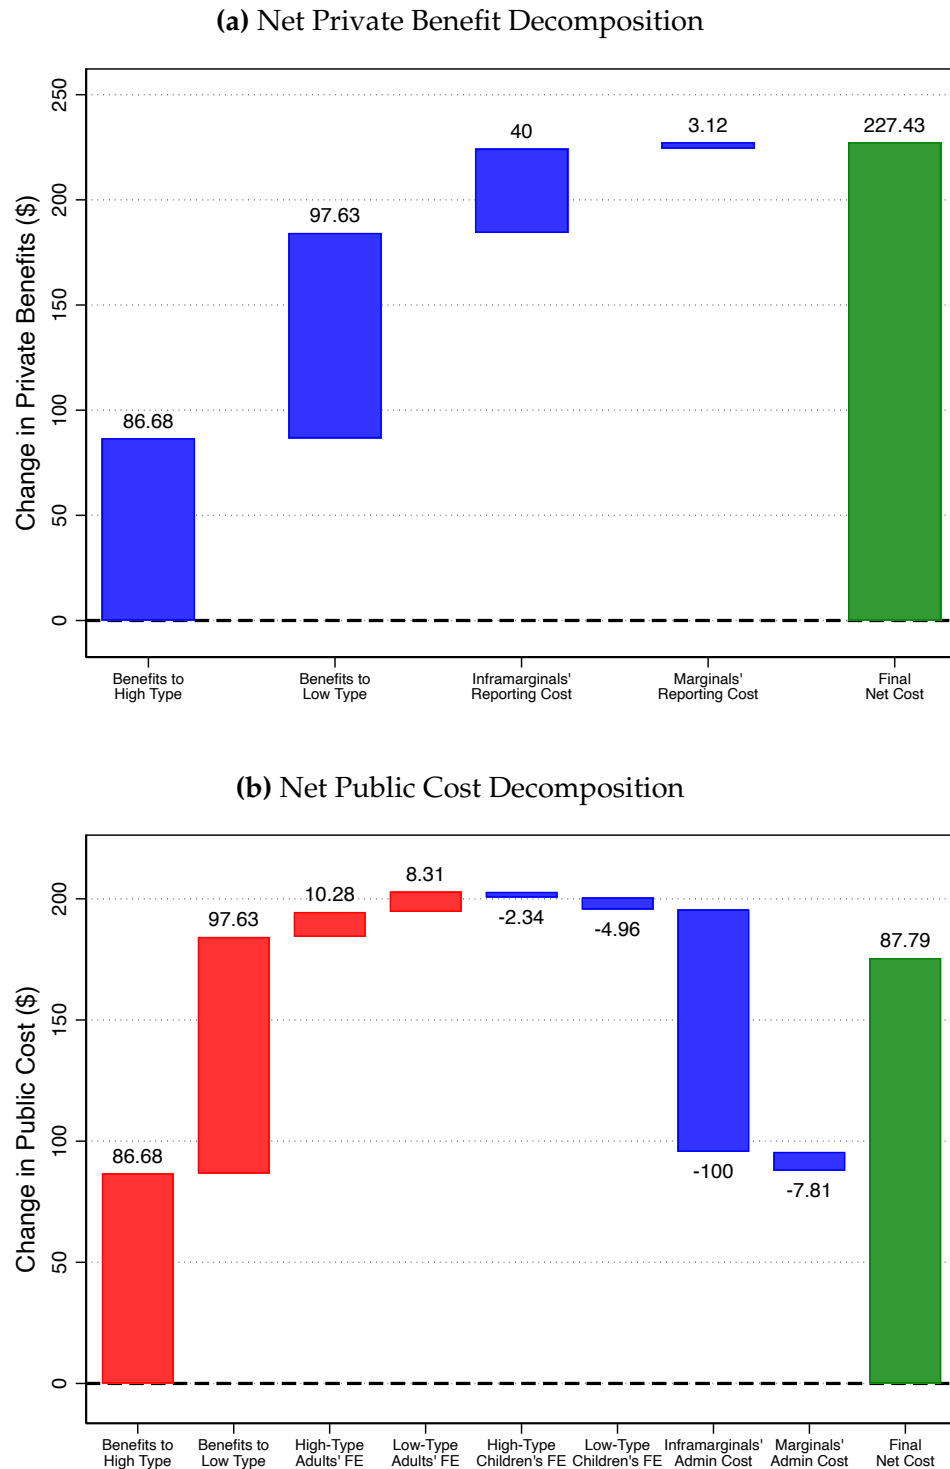 (a) Net Private Benefit Decomposition
Change in Private Benefits ($)
250
200
150
100
50
0
86.68
97.63
40
3.12
227.43
Benefits to
High Type
Benefits to
Low Type
Inframarginals'
Reporting Cost
Marginals'
Reporting Cost
Final
Net Cost
(b) Net Public Cost Decomposition
Change in Public Cost ($)
200
150
100
50
0
86.68
97.63
10.28
8.31
-2.34
-4.96
-100
-7.81
87.79
Benefits to
High Type
Benefits to
Low Type
High-Type
Adults' FE
Low-Type
Adults' FE
High-Type
Children's FE
Low-Type
Children's FE
Inframarginals'
Admin Cost
Marginals'
Admin Cost
Final
Net Cost